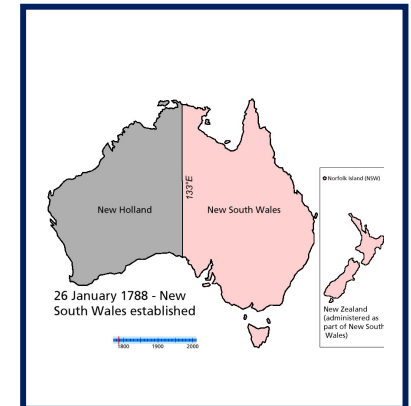 Norfolk Island (NSW)
133°E
New Holland
New South Wales
26 January 1788 - New
South Wales established
New Zealand
(administered as
part of New South
Wales)
1800 1900 2000